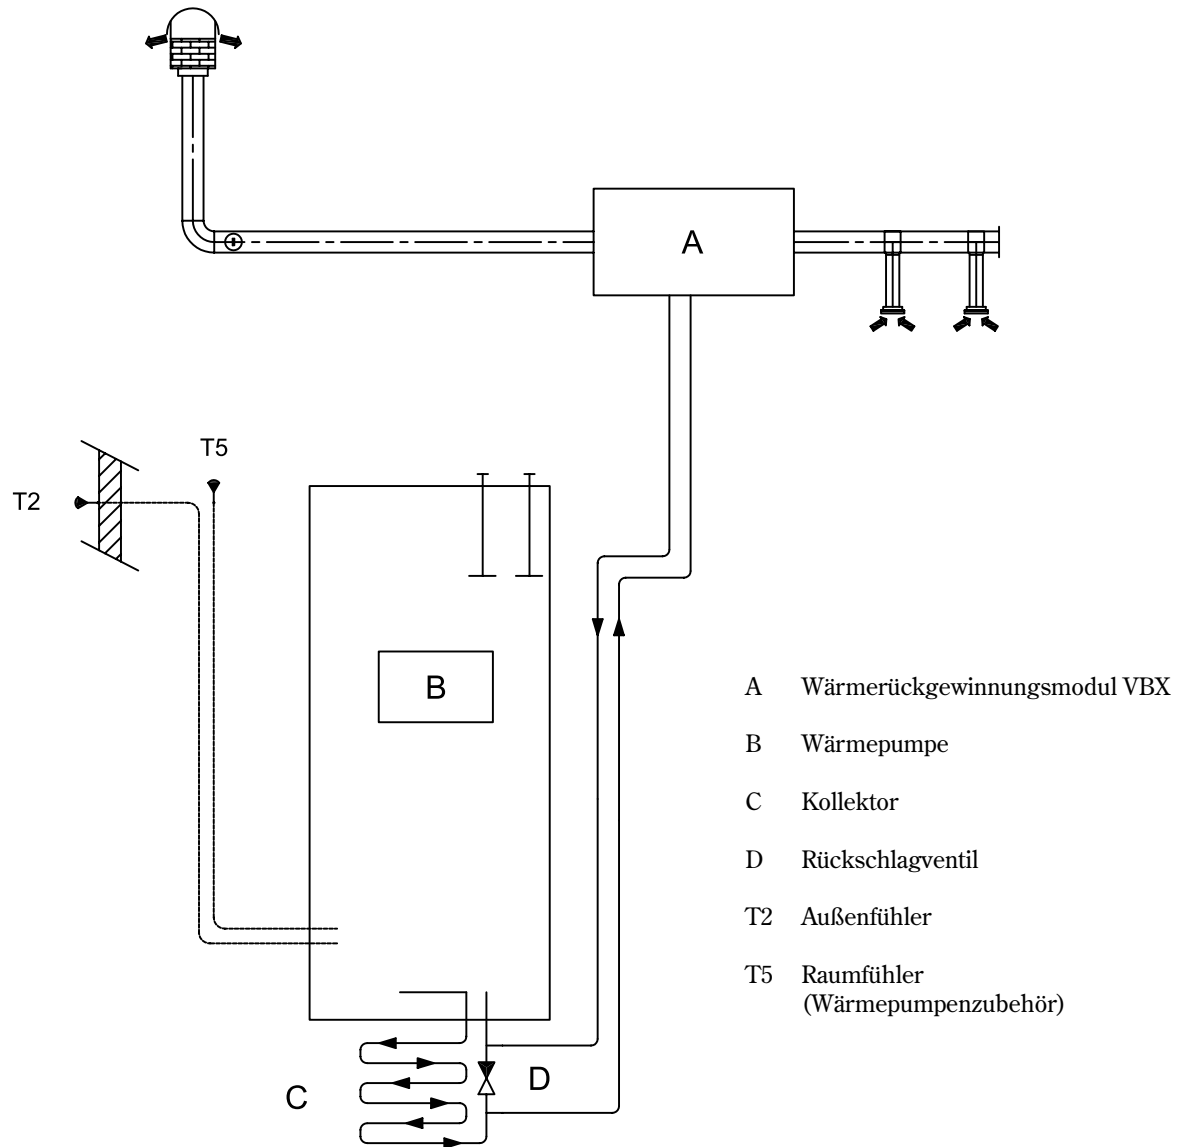 A
T5
T2
B
A Wärmerückgewinnungsmodul VBX
B Wärmepumpe
C Kollektor
D Rückschlagventil
T2 Außenfühler
T5 Raumfühler
(Wärmepumpenzubehör)
D
C